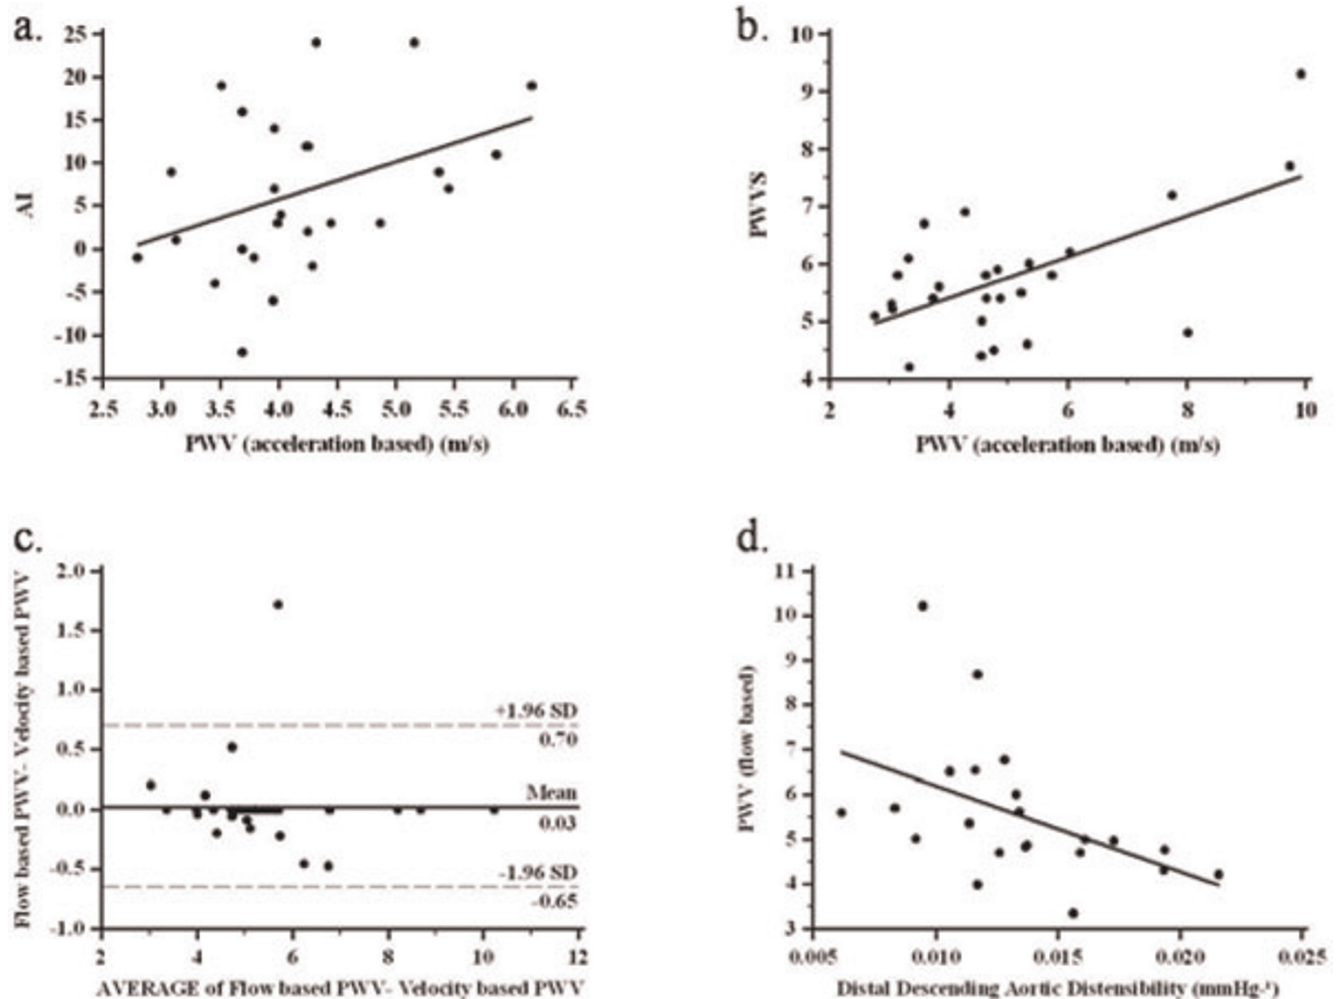 a.
25
20
15
10
5
0
-5
-10
-15
AI
2.5 3.0 3.5 4.0 4.5 5.0 5.5 6.0 6.5
PWV (acceleration based) (m/s)
b.
10
9
8
7
6
5
4
PWVS
2 4 6 8 10
PWV (acceleration based) (m/s)
c.
2.0
1.5
1.0
0.5
0.0
-0.5
-1.0
Flow based PWV- Velocity based PWV
+1.96 SD
0.70
Mean
0.03
-1.96 SD
-0.65
2 4 6 8 10 12
AVERAGE of Flow based PWV- Velocity based PWV
d.
11
10
9
8
7
6
5
4
3
PWV (flow based)
0.005 0.010 0.015 0.020 0.025
Distal Descending Aortic Distensibility (mmHg-¹)